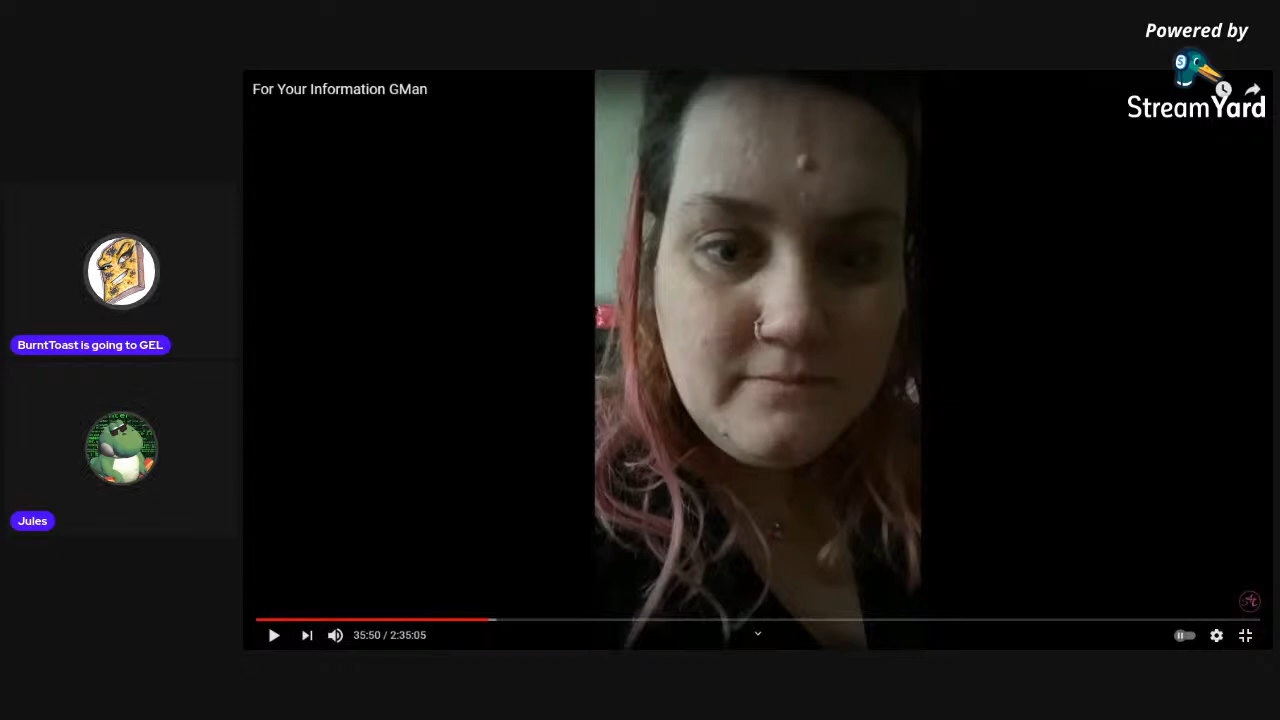 Powered by
StreamYard
For Your Information GMan
BurntToast is going to GEL
Jules
35:50 / 2:35:05